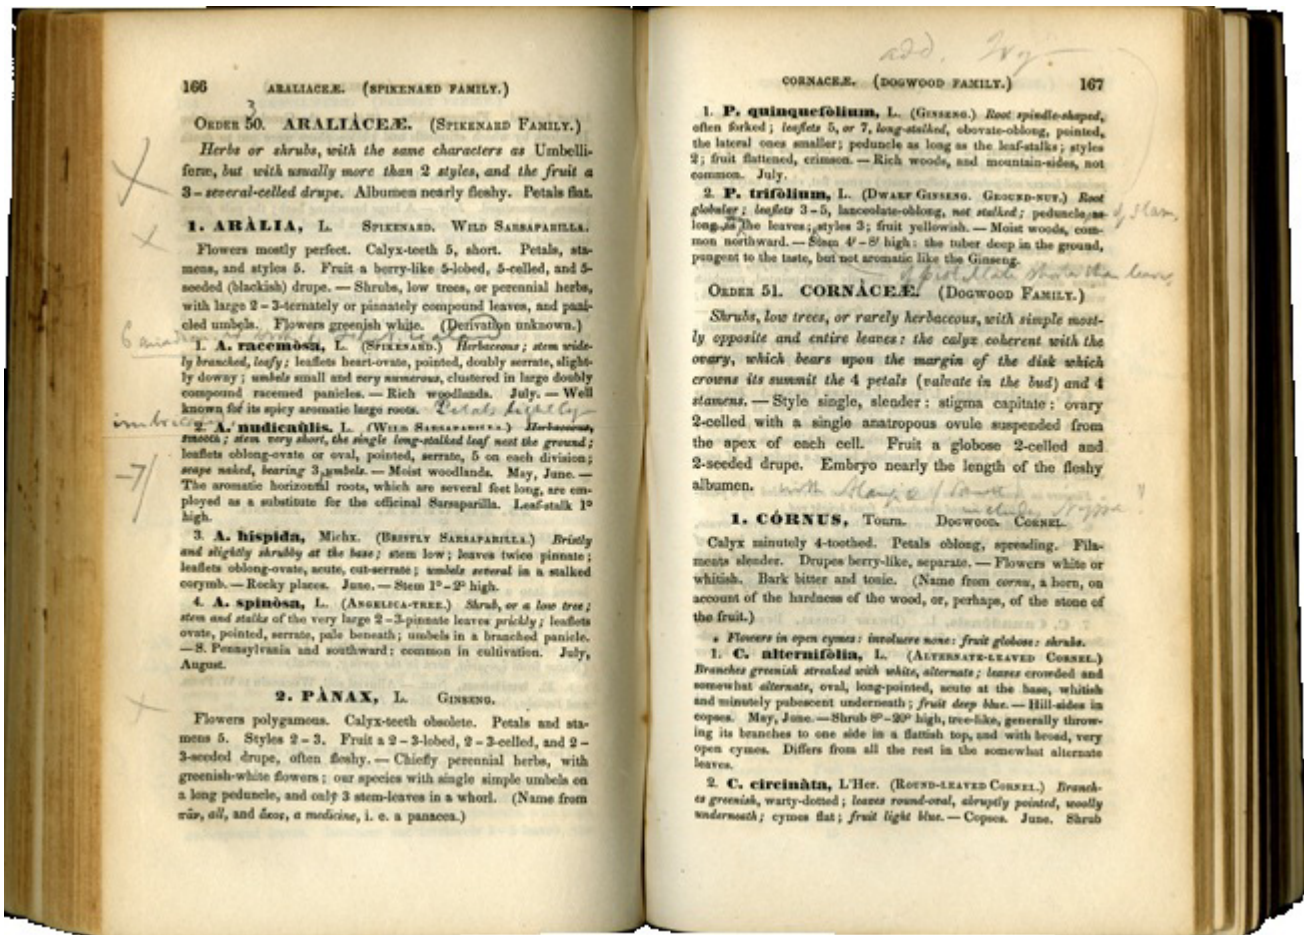 166 ARALIACEÆ. (SPIKENARD FAMILY.)
3
ORDER 50. ARALIÀCEÆ. (SPIKENARD FAMILY.)
Herbs or shrubs, with the same characters as Umbelli-
feræ, but with usually more than 2 styles, and the fruit a
3 – several-celled drupe. Albumen nearly fleshy. Petals flat.
1. ARÀLIA, L. SPIKENARD. WILD SARSAPARILLA.
Flowers mostly perfect. Calyx-teeth 5, short. Petals, sta-
mens, and styles 5. Fruit a berry-like 5-lobed, 5-celled, and 5-
seeded (blackish) drupe. — Shrubs, low trees, or perennial herbs,
with large 2 – 3-ternately or pinnately compound leaves, and pani-
cled umbels. Flowers greenish white. (Derivation unknown.)
1. A. racemòsa, L. (SPIKENARD.) Herbaceous; stem wide-
ly branched, leafy; leaflets heart-ovate, pointed, doubly serrate, slight-
ly downy; umbels small and very numerous, clustered in large doubly
compound racemed panicles. — Rich woodlands. July. — Well
known for its spicy aromatic large roots. Petals lightly
2. A. nudicaùlis. L. (WILD SARSAPARILLA.) Herbaceous,
smooth; stem very short, the single long-stalked leaf near the ground;
leaflets oblong-ovate or oval, pointed, serrate, 5 on each division;
scape naked, bearing 3 umbels. — Moist woodlands. May, June. —
The aromatic horizontal roots, which are several feet long, are em-
ployed as a substitute for the officinal Sarsaparilla. Leaf-stalk 1°
high.
3. A. hispida, Michx. (BRISTLY SARSAPARILLA.) Bristly
and slightly shrubby at the base; stem low; leaves twice pinnate;
leaflets oblong-ovate, acute, cut-serrate; umbels several in a stalked
corymb. — Rocky places. June. — Stem 1° – 2° high.
4. A. spinòsa, L. (ANGELICA-TREE.) Shrub, or a low tree;
stem and stalks of the very large 2 – 3-pinnate leaves prickly; leaflets
ovate, pointed, serrate, pale beneath; umbels in a branched panicle.
— S. Pennsylvania and southward: common in cultivation. July,
August.
2. PÀNAX, L. GINSENG.
Flowers polygamous. Calyx-teeth obsolete. Petals and sta-
mens 5. Styles 2 – 3. Fruit a 2 – 3-lobed, 2 – 3-celled, and 2 –
3-seeded drupe, often fleshy. — Chiefly perennial herbs, with
greenish-white flowers; our species with single simple umbels on
a long peduncle, and only 3 stem-leaves in a whorl. (Name from
πᾶν, all, and ἄκος, a medicine, i. e. a panacea.)
add. Ivy
CORNACEÆ. (DOGWOOD FAMILY.) 167
1. P. quinquefòlium, L. (GINSENG.) Root spindle-shaped,
often forked; leaflets 5, or 7, long-stalked, obovate-oblong, pointed,
the lateral ones smaller; peduncle as long as the leaf-stalks; styles
2; fruit flattened, crimson. — Rich woods, and mountain-sides, not
common. July.
2. P. trifòlium, L. (DWARF GINSENG. GROUND-NUT.) Root
globular; leaflets 3 – 5, lanceolate-oblong, not stalked; peduncle as
long as the leaves; styles 3; fruit yellowish. — Moist woods, com-
mon northward. — Stem 4′ – 8′ high: the tuber deep in the ground,
pungent to the taste, but not aromatic like the Ginseng.
ORDER 51. CORNÀCEÆ. (DOGWOOD FAMILY.)
Shrubs, low trees, or rarely herbaceous, with simple most-
ly opposite and entire leaves: the calyx coherent with the
ovary, which bears upon the margin of the disk which
crowns its summit the 4 petals (valvate in the bud) and 4
stamens. — Style single, slender: stigma capitate: ovary
2-celled with a single anatropous ovule suspended from
the apex of each cell. Fruit a globose 2-celled and
2-seeded drupe. Embryo nearly the length of the fleshy
albumen.
1. CÓRNUS, Tourn. DOGWOOD. CORNEL.
Calyx minutely 4-toothed. Petals oblong, spreading. Fila-
ments slender. Drupes berry-like, separate. — Flowers white or
whitish. Bark bitter and tonic. (Name from cornu, a horn, on
account of the hardness of the wood, or, perhaps, of the stone of
the fruit.)
* Flowers in open cymes: involucre none: fruit globose: shrubs.
1. C. alternifòlia, L. (ALTERNATE-LEAVED CORNEL.)
Branches greenish streaked with white, alternate; leaves crowded and
somewhat alternate, oval, long-pointed, acute at the base, whitish
and minutely pubescent underneath; fruit deep blue. — Hill-sides in
copses. May, June. — Shrub 8° – 20° high, tree-like, generally throw-
ing its branches to one side in a flattish top, and with broad, very
open cymes. Differs from all the rest in the somewhat alternate
leaves.
2. C. circinàta, L'Her. (ROUND-LEAVED CORNEL.) Branch-
es greenish, warty-dotted; leaves round-oval, abruptly pointed, woolly
underneath; cymes flat; fruit light blue. — Copses. June. Shrub